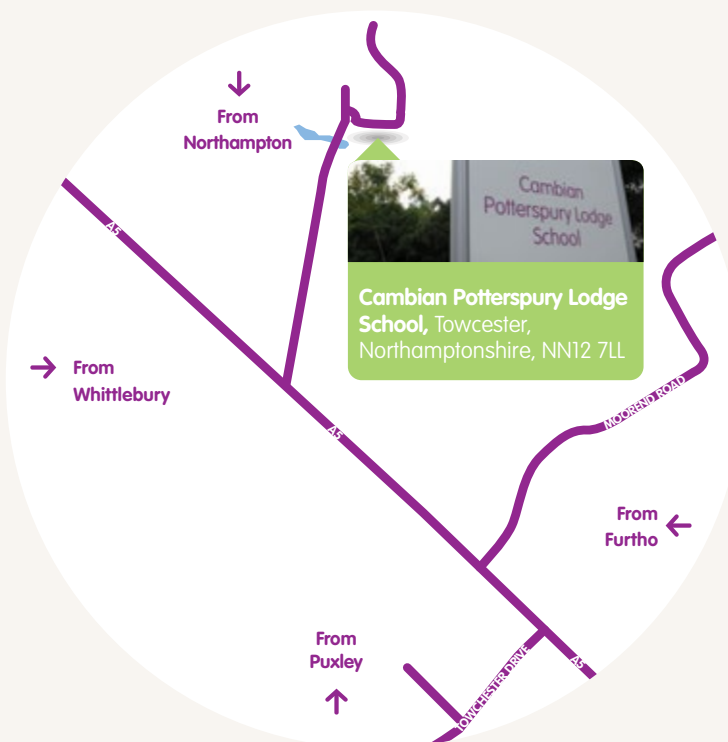 From
Northampton
Cambian
Potterspury Lodge
School
A5
Cambian Potterspury Lodge
School, Towcester,
Northamptonshire, NN12 7LL
From
Whittlebury
A5
MOOREND ROAD
From
Furtho
From
Puxley
TOWCHESTER DRIVE
A5